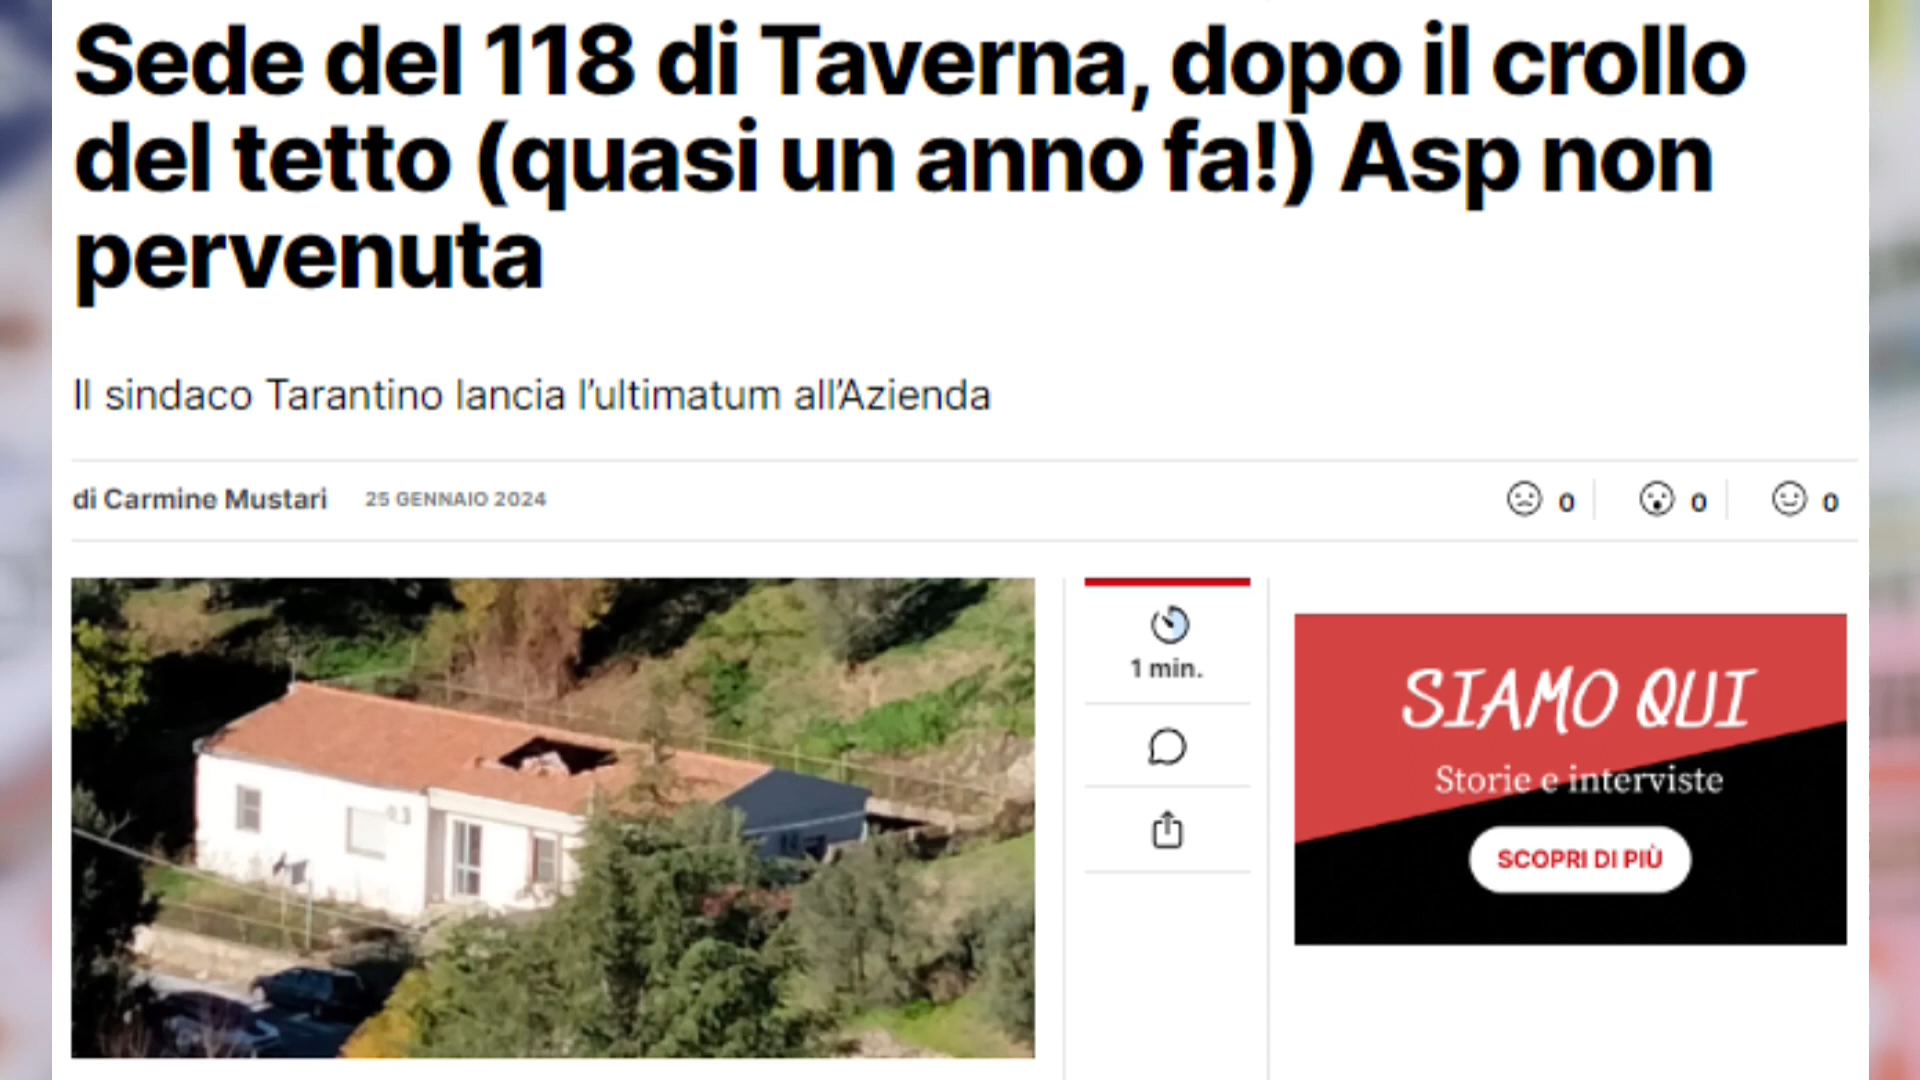 Sede del 118 di Taverna, dopo il crollo
del tetto (quasi un anno fa!) Asp non
pervenuta
Il sindaco Tarantino lancia l'ultimatum all'Azienda
di Carmine Mustari 25 GENNAIO 2024
0 0 0
1 min.
SIAMO QUI
Storie e interviste
SCOPRI DI PIÙ